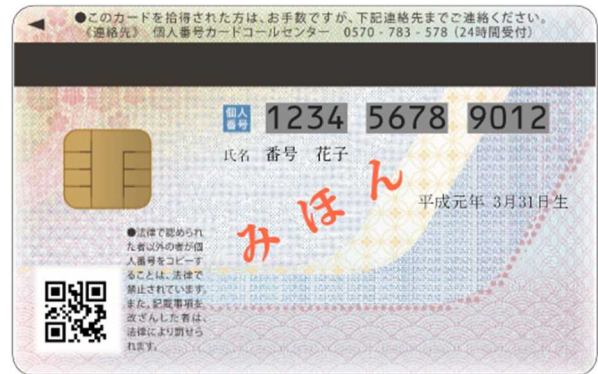 ●このカードを拾得された方は、お手数ですが、下記連絡先までご連絡ください。
《連絡先》 個人番号カードコールセンター 0570-783-578（24時間受付）
個人番号 1234 5678 9012
氏名 番号 花子
平成元年 3月31日生
みほん
●法律で認められ
た者以外の者が個
人番号をコピーす
ることは、法律で
禁止されています。
また、記載事項を
改ざんした者は、
法律により罰せら
れます。